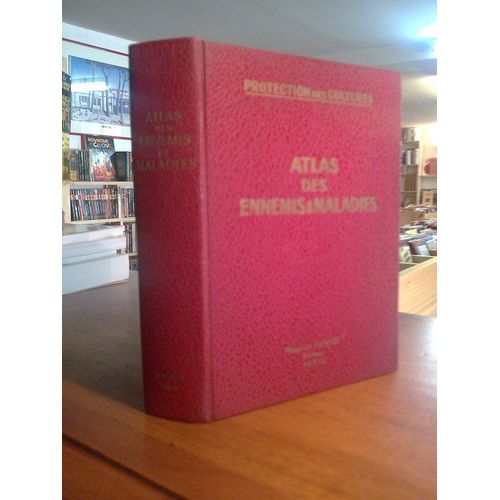 ATLAS
DES
ENNEMIS
ET
MALADIES
PROTECTION DES CULTURES
ATLAS
DES
ENNEMIS & MALADIES